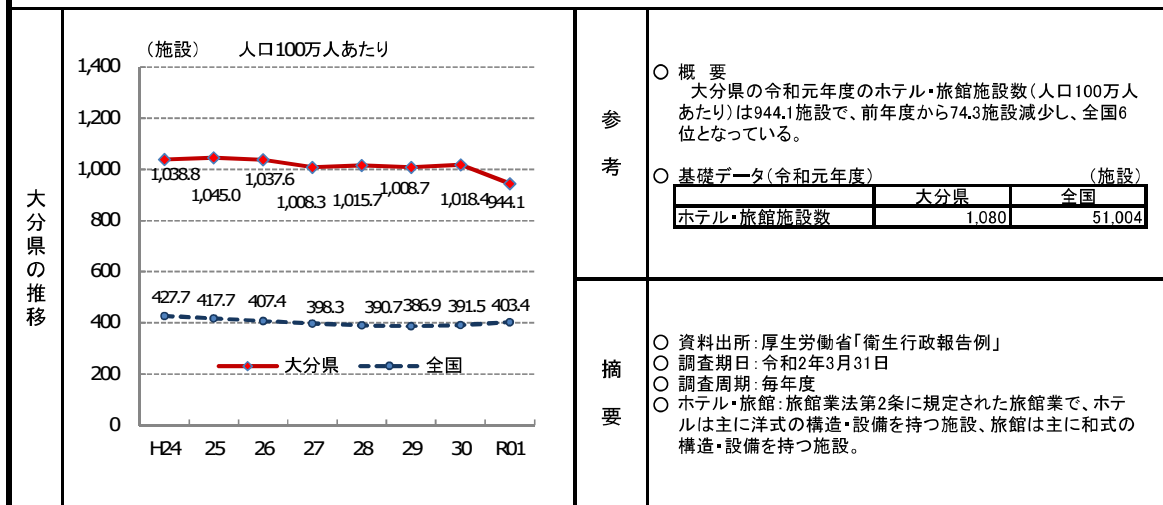 大分県の推移
（施設） 人口100万人あたり
1,400
1,200
1,000
800
600
400
200
0
1,038.8
1,045.0
1,037.6
1,008.3
1,015.7
1,008.7
1,018.4
944.1
427.7
417.7
407.4
398.3
390.7
386.9
391.5
403.4
大分県 全国
H24 25 26 27 28 29 30 R01
参考
○ 概 要
大分県の令和元年度のホテル・旅館施設数（人口100万人
あたり）は944.1施設で、前年度から74.3施設減少し、全国6
位となっている。
○ 基礎データ（令和元年度） （施設）
大分県 全国
ホテル・旅館施設数 1,080 51,004
摘要
○ 資料出所：厚生労働省「衛生行政報告例」
○ 調査期日：令和2年3月31日
○ 調査周期：毎年度
○ ホテル・旅館：旅館業法第2条に規定された旅館業で、ホテ
ルは主に洋式の構造・設備を持つ施設、旅館は主に和式の
構造・設備を持つ施設。